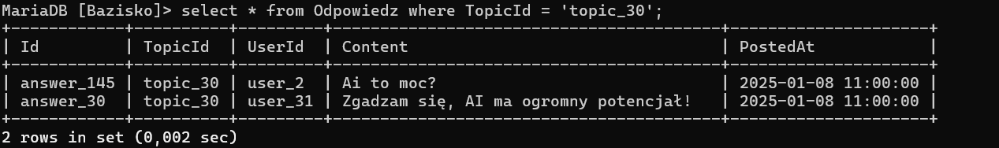 MariaDB [Bazisko]> select * from Odpowiedz where TopicId = 'topic_30';
+------------+----------+---------+----------------------------------------+---------------------+
| Id         | TopicId  | UserId  | Content                                | PostedAt            |
+------------+----------+---------+----------------------------------------+---------------------+
| answer_145 | topic_30 | user_2  | Ai to moc?                             | 2025-01-08 11:00:00 |
| answer_30  | topic_30 | user_31 | Zgadzam się, AI ma ogromny potencjał!  | 2025-01-08 11:00:00 |
+------------+----------+---------+----------------------------------------+---------------------+
2 rows in set (0,002 sec)